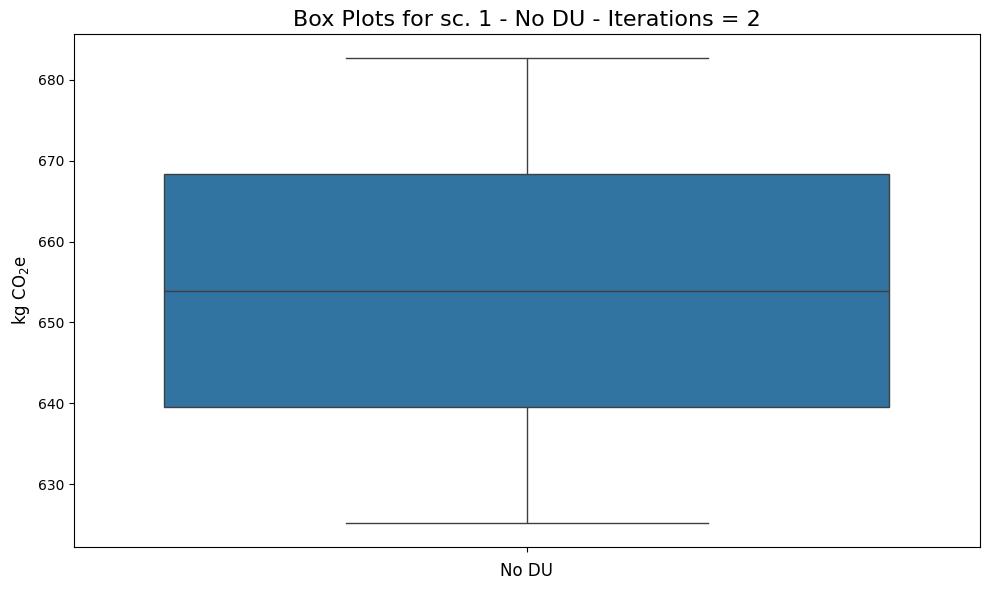 Box Plots for sc. 1 - No DU - Iterations = 2
680
670
660
650
640
630
kg CO₂e
No DU